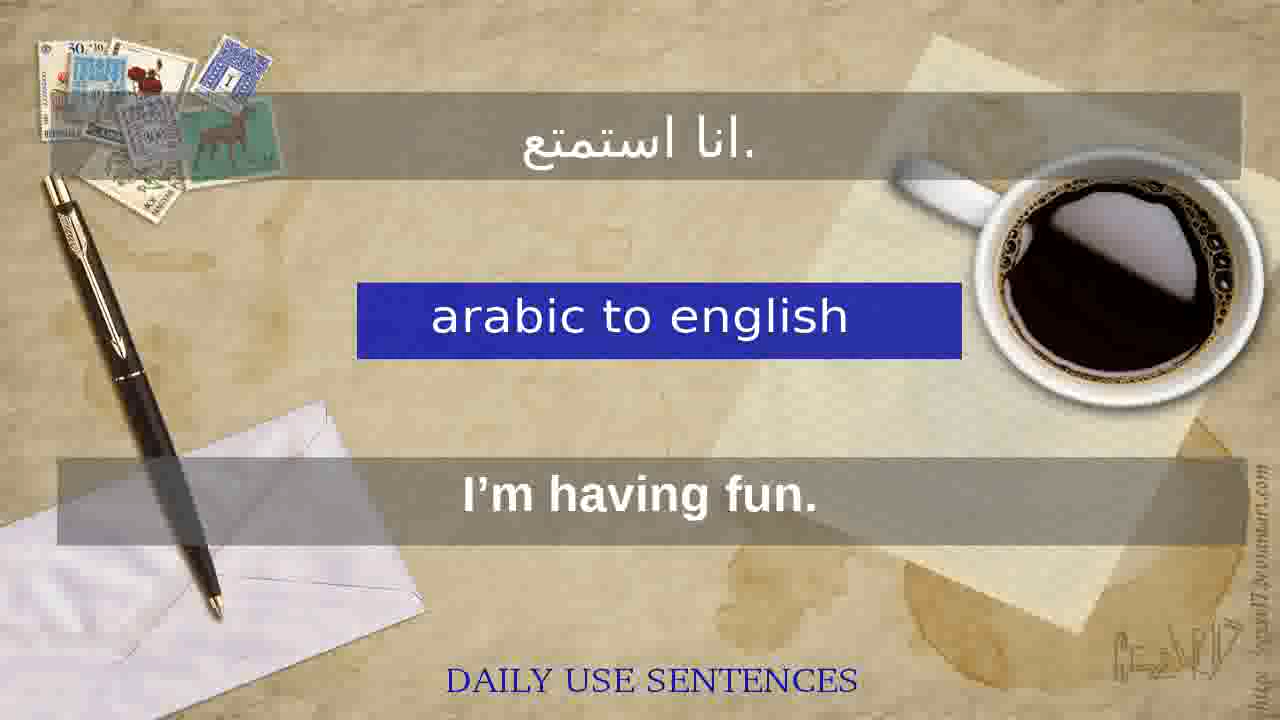 انا استمتع.
arabic to english
I’m having fun.
DAILY USE SENTENCES